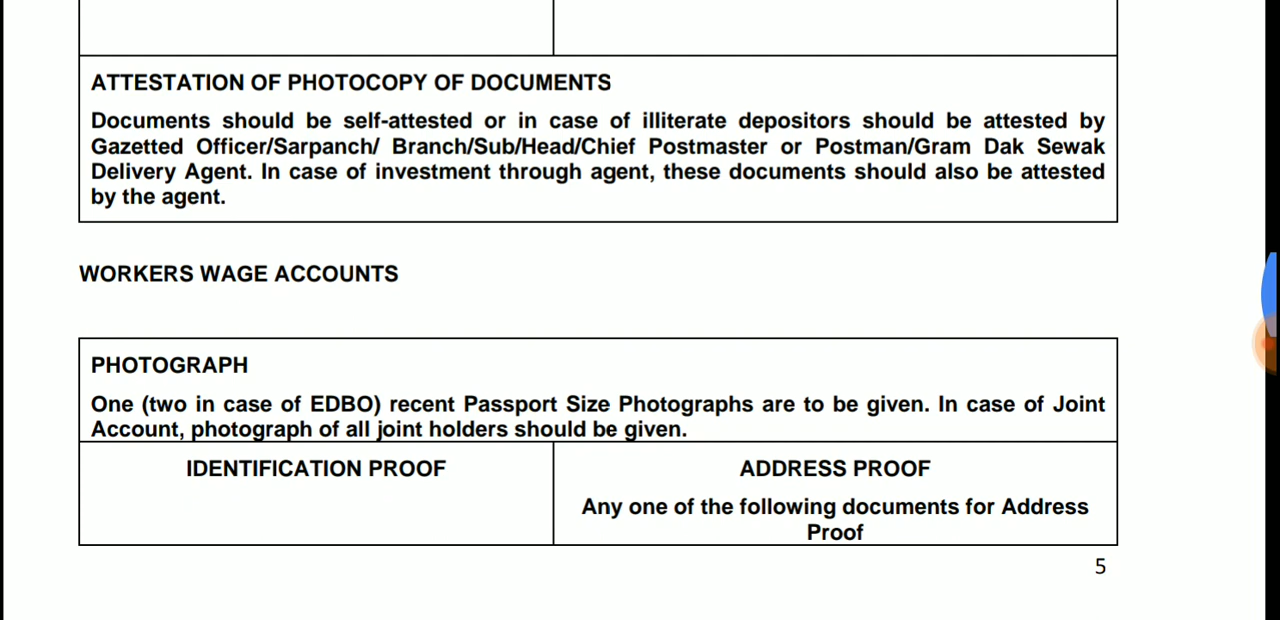 ATTESTATION OF PHOTOCOPY OF DOCUMENTS
Documents should be self-attested or in case of illiterate depositors should be attested by
Gazetted Officer/Sarpanch/ Branch/Sub/Head/Chief Postmaster or Postman/Gram Dak Sewak
Delivery Agent. In case of investment through agent, these documents should also be attested
by the agent.
WORKERS WAGE ACCOUNTS
PHOTOGRAPH
One (two in case of EDBO) recent Passport Size Photographs are to be given. In case of Joint
Account, photograph of all joint holders should be given.
IDENTIFICATION PROOF
ADDRESS PROOF
Any one of the following documents for Address
Proof
5